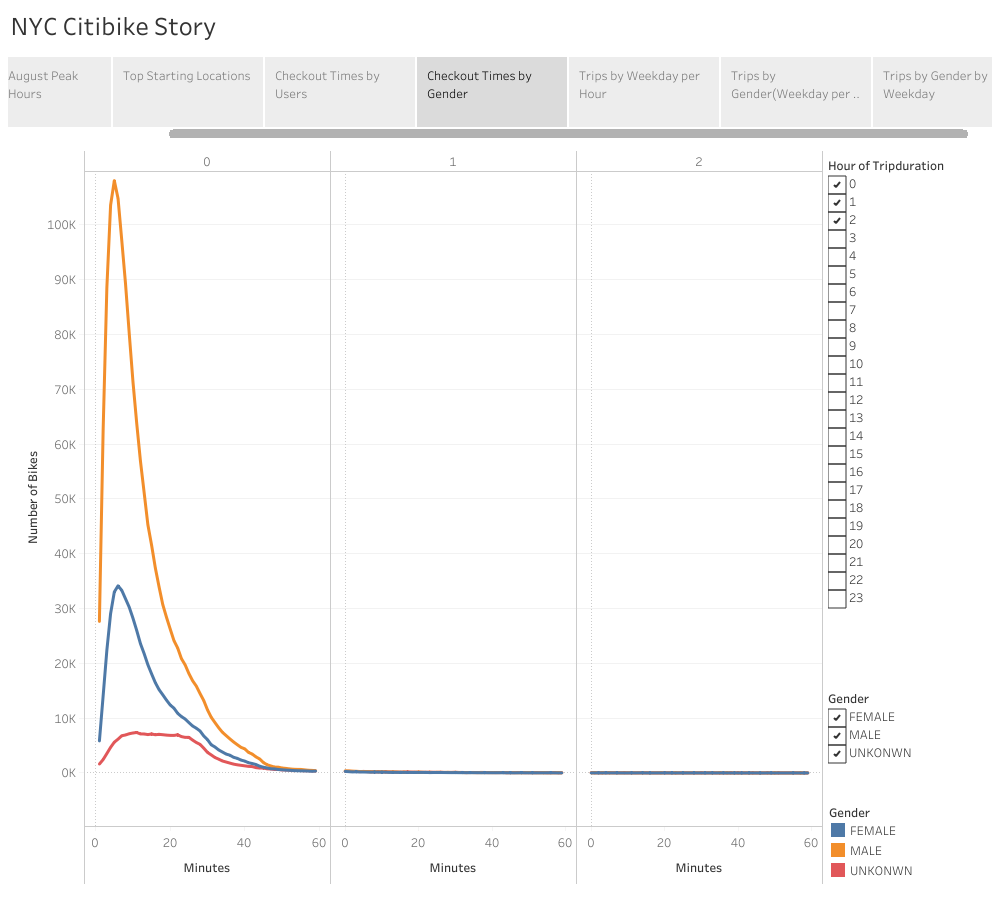 NYC Citibike Story
August Peak
Hours
Top Starting Locations
Checkout Times by
Users
Checkout Times by
Gender
Trips by Weekday per
Hour
Trips by
Gender(Weekday per ..
Trips by Gender by
Weekday
0
1
2
100K
90K
80K
70K
60K
50K
40K
30K
20K
10K
0K
Number of Bikes
0
20
40
60
0
20
40
60
0
20
40
60
Minutes
Minutes
Minutes
Hour of Tripduration
0
1
2
3
4
5
6
7
8
9
10
11
12
13
14
15
16
17
18
19
20
21
22
23
Gender
FEMALE
MALE
UNKONWN
Gender
FEMALE
MALE
UNKONWN